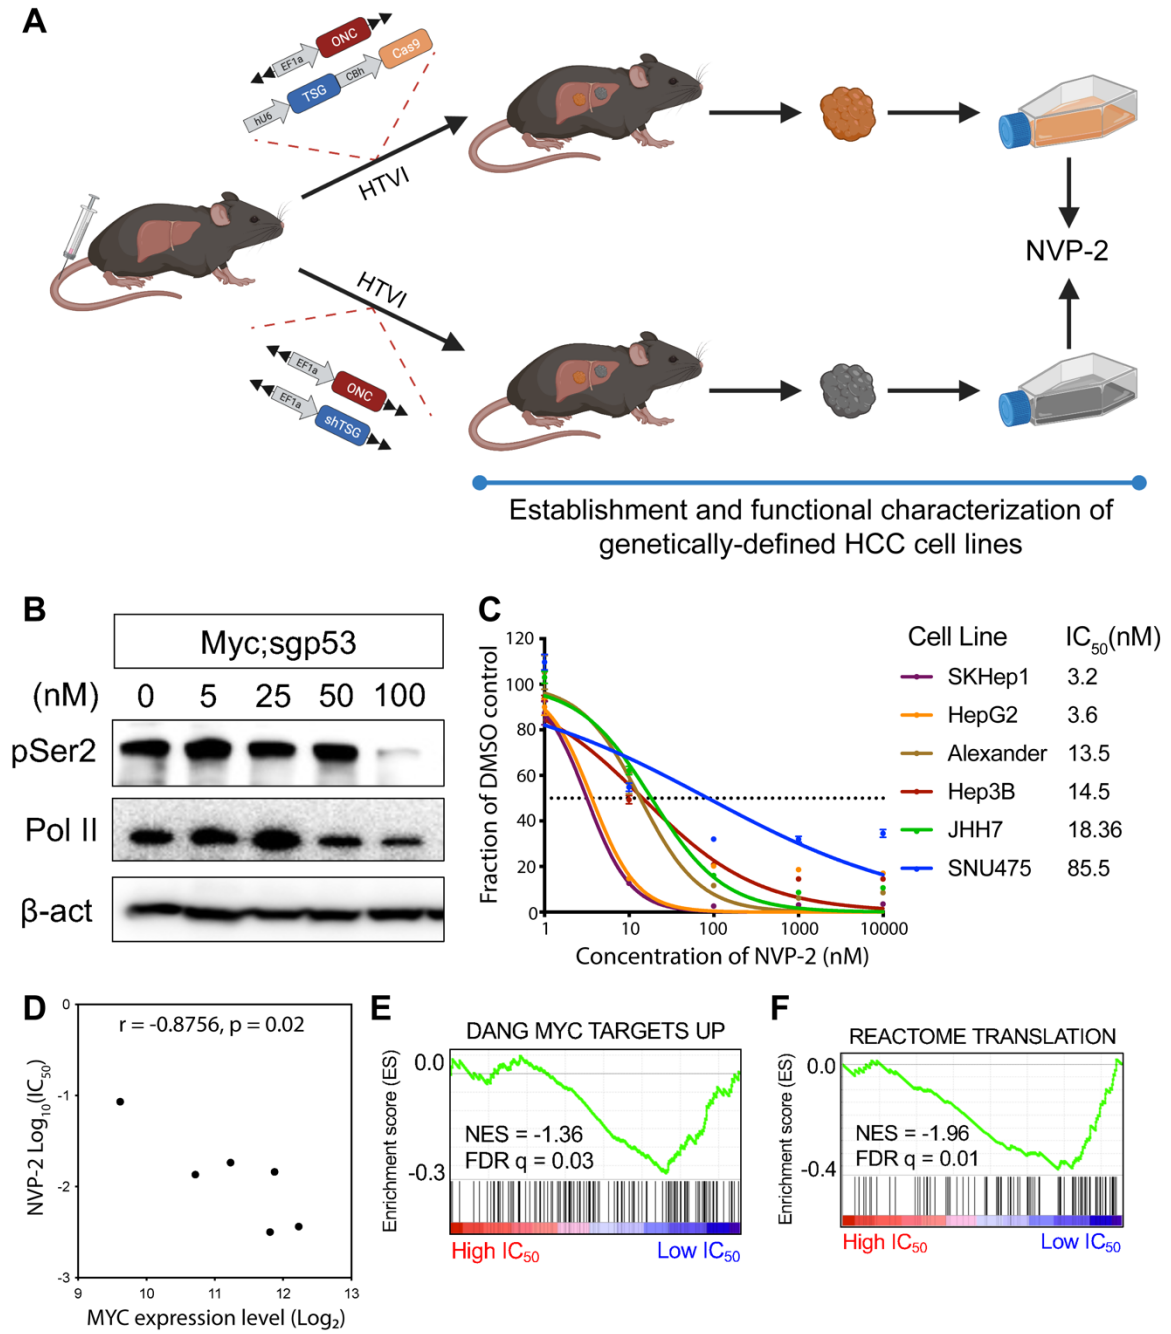 A
EF1a ONC
hU6 TSG CBh Cas9
HTVI
HTVI
EF1a ONC
EF1a shTSG
NVP-2
Establishment and functional characterization of
genetically-defined HCC cell lines
B
Myc;sgp53
(nM) 0 5 25 50 100
pSer2
Pol II
β-act
C
Fraction of DMSO control
120
100
80
60
40
20
0
1 10 100 1000 10000
Concentration of NVP-2 (nM)
Cell Line IC50(nM)
SKHep1 3.2
HepG2 3.6
Alexander 13.5
Hep3B 14.5
JHH7 18.36
SNU475 85.5
D
NVP-2 Log10(IC50)
r = -0.8756, p = 0.02
0
-1
-2
-3
9 10 11 12 13
MYC expression level (Log2)
E
DANG MYC TARGETS UP
Enrichment score (ES)
0.0
-0.3
NES = -1.36
FDR q = 0.03
High IC50 Low IC50
F
REACTOME TRANSLATION
Enrichment score (ES)
0.0
-0.4
NES = -1.96
FDR q = 0.01
High IC50 Low IC50